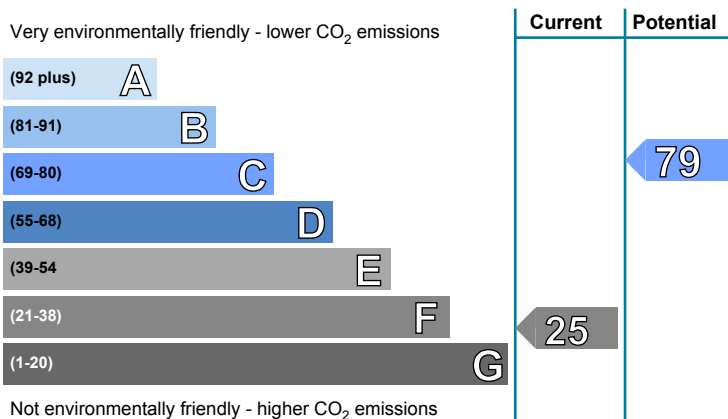 Very environmentally friendly - lower CO2 emissions
Current
Potential
(92 plus) A
(81-91) B
(69-80) C
79
(55-68) D
(39-54 E
(21-38) F
25
(1-20) G
Not environmentally friendly - higher CO2 emissions